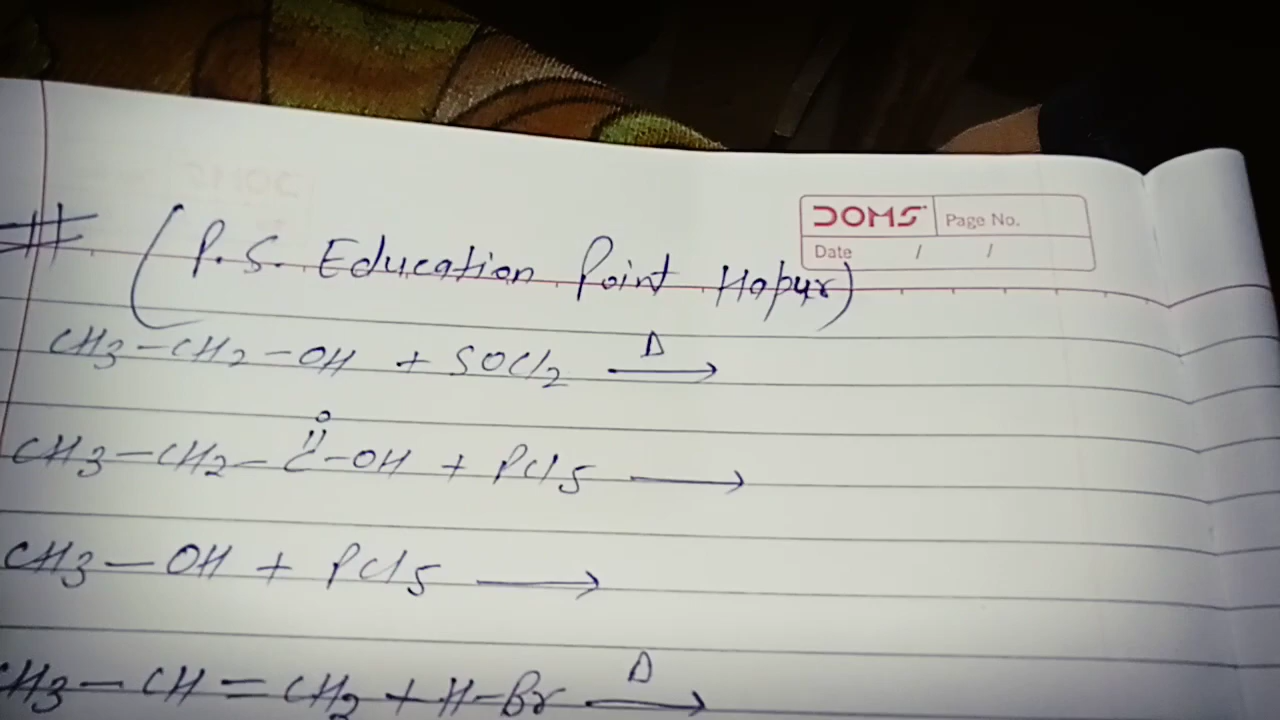 DOMS Page No.
Date / /
# (P.S. Education Point Hapur)
CH3-CH2-OH + SOCl2 Δ→
O
CH3-CH2-C-OH + PCl5 →
CH3-OH + PCl5 →
CH3-CH=CH2+H-Br Δ→